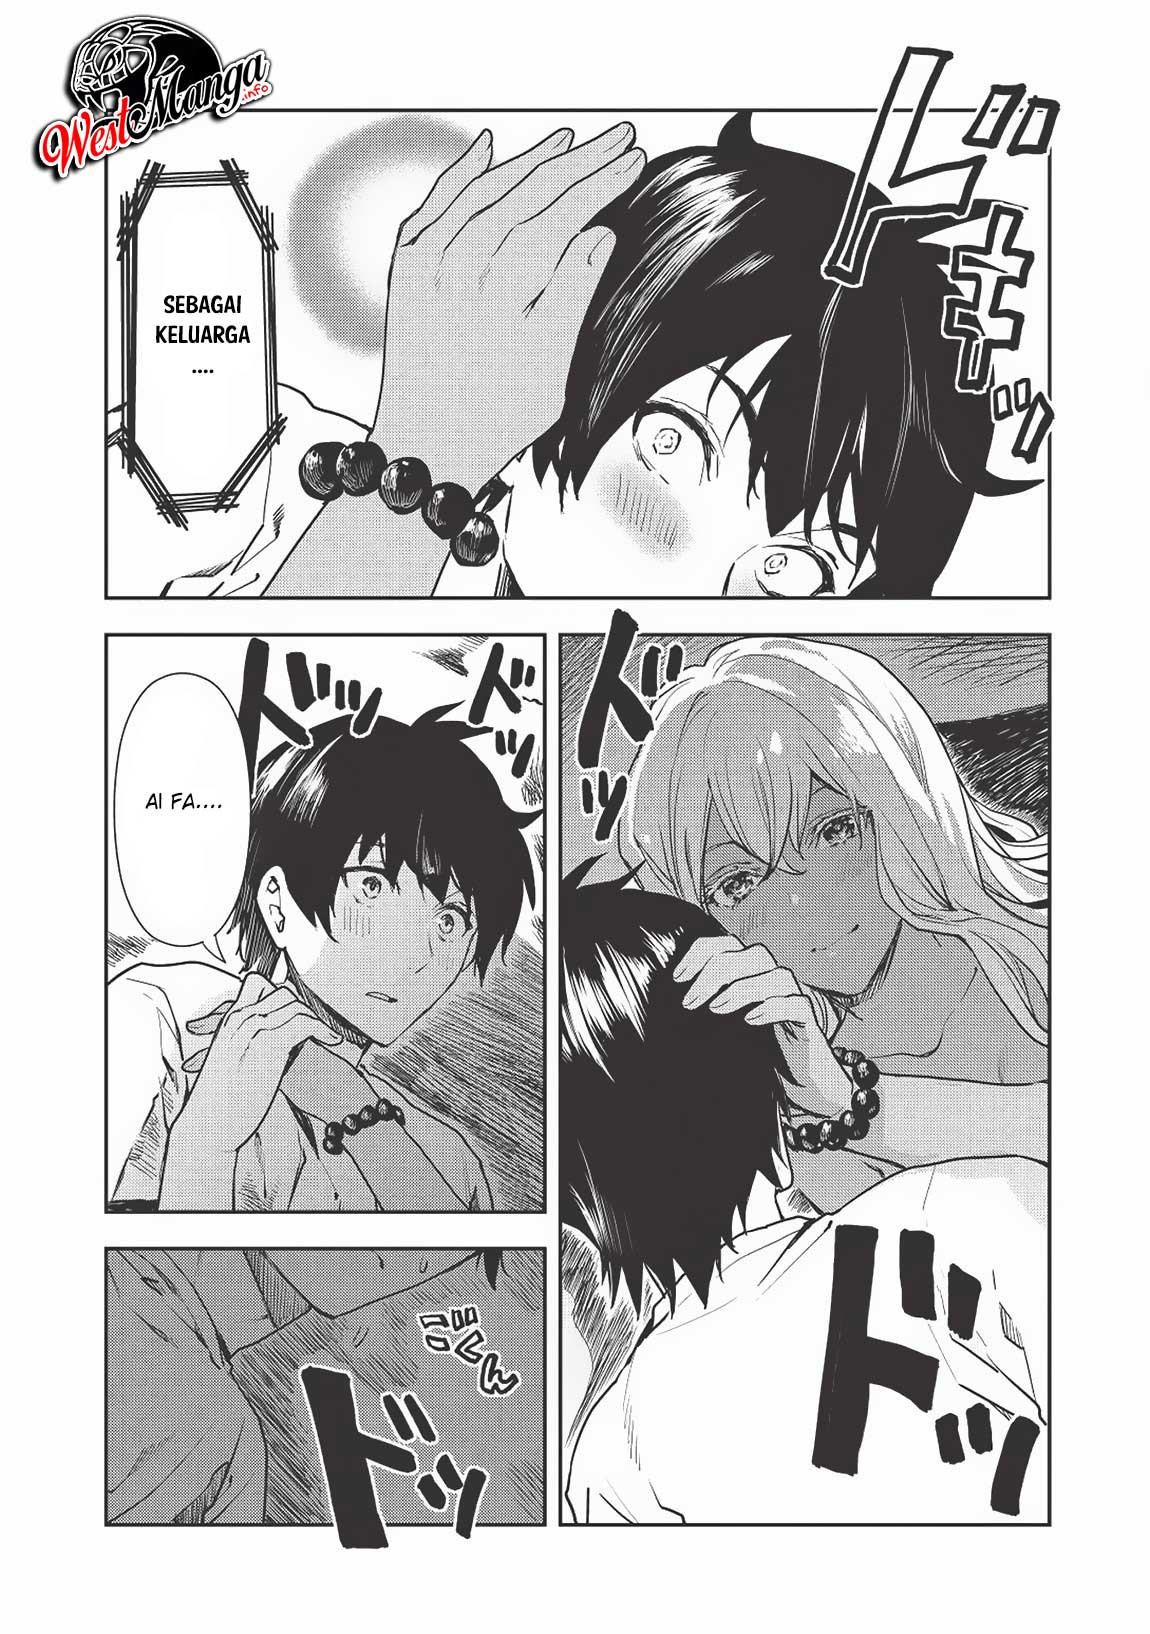 WestManga
.info
ドキッ
SEBAGAI
KELUARGA
....
ドッ
ドッ
ドッ
ドッ
AI FA....
ごくん
ドッ